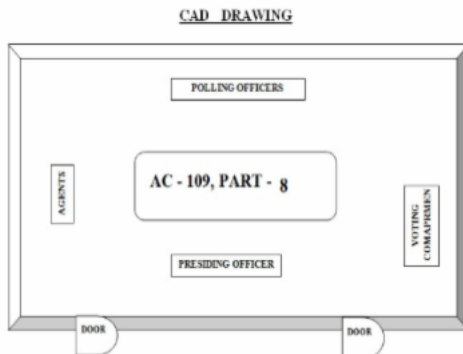 CAD DRAWING
POLLING OFFICERS
AGENTS
AC - 109, PART - 8
VOTING
COMAPRMEN
PRESIDING OFFICER
DOOR
DOOR